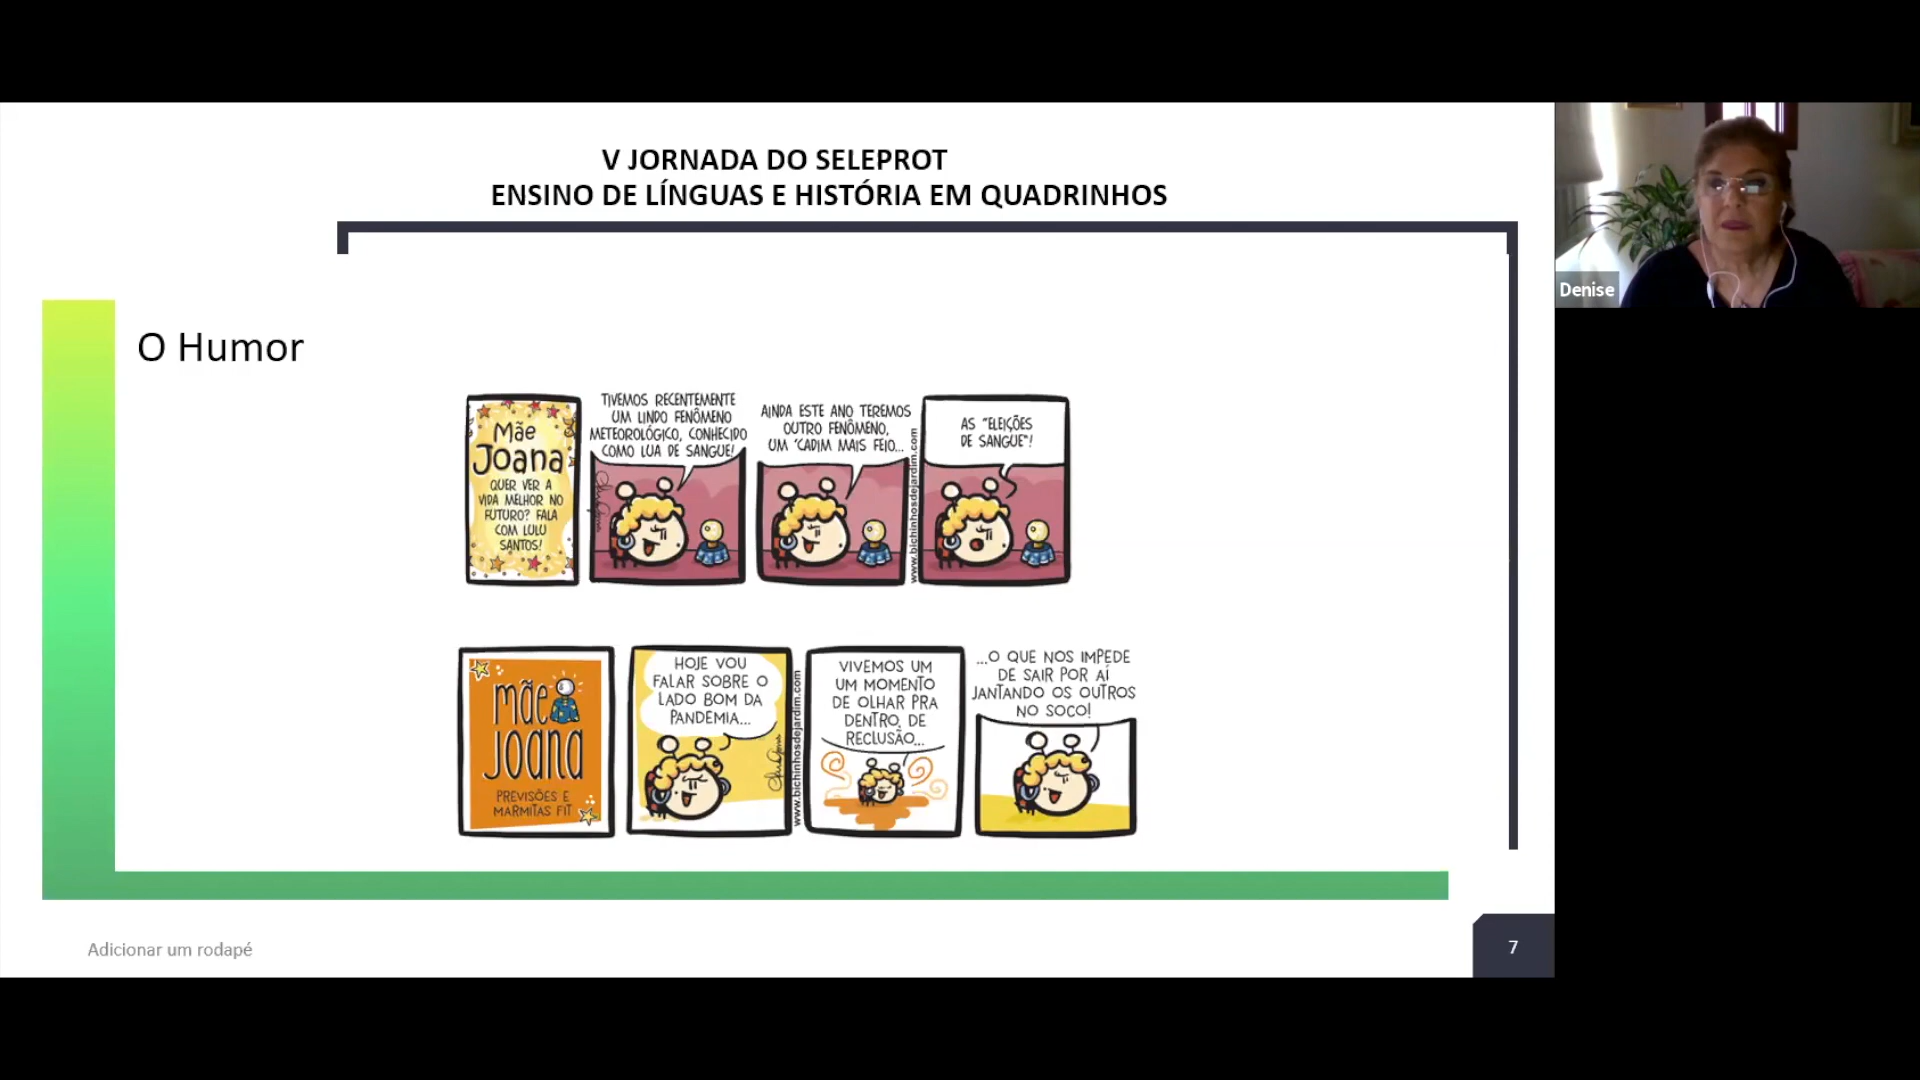 V JORNADA DO SELEPROT
ENSINO DE LÍNGUAS E HISTÓRIA EM QUADRINHOS
Denise
O Humor
Mãe
Joana
QUER VER A
VIDA MELHOR NO
FUTURO? FALA
COM LULU
SANTOS!
TIVEMOS RECENTEMENTE
UM LINDO FENÔMENO
METEOROLÓGICO, CONHECIDO
COMO LUA DE SANGUE!
AINDA ESTE ANO TEREMOS
OUTRO FENÔMENO,
UM 'CADIM MAIS FEIO...
www.bichinhosdejardim.com
AS "ELEIÇÕES
DE SANGUE"!
mãe
joana
PREVISÕES E
MARMITAS FIT
HOJE VOU
FALAR SOBRE O
LADO BOM DA
PANDEMIA...
www.bichinhosdejardim.com
VIVEMOS UM
UM MOMENTO
DE OLHAR PRA
DENTRO, DE
RECLUSÃO...
...O QUE NOS IMPEDE
DE SAIR POR AÍ
JANTANDO OS OUTROS
NO SOCO!
Adicionar um rodapé
7